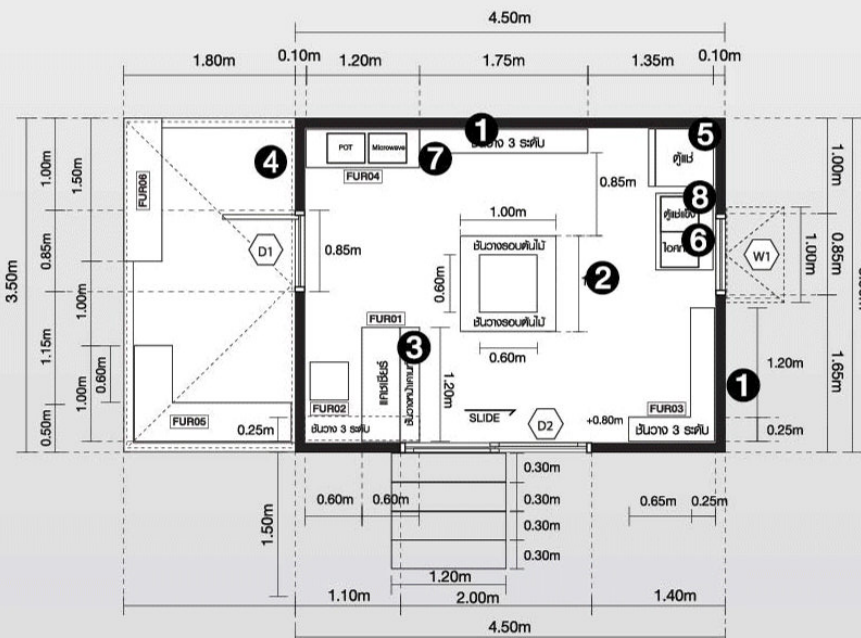 4.50m
1.80m
0.10m
1.20m
1.75m
1.35m
0.10m
1
ชั้นวาง 3 ระดับ
5
ตู้แช่
POT
Microwave
7
FUR04
4
FUR06
1.00m
1.50m
0.85m
1.00m
8
ตู้แช่แข็ง
6
1.00m
0.85m
1.00m
W1
D1
0.85m
ชั้นวางรอบต้นไม้
2
0.60m
ชั้นวางรอบต้นไม้
0.60m
3.50m
0.85m
1.00m
1.15m
0.60m
1.00m
0.50m
FUR01
3
แคชเชียร์
1.20m
FUR02
ชั้นวาง 3 ระดับ
FUR05
0.25m
SLIDE
D2
+0.80m
FUR03
ชั้นวาง 3 ระดับ
1
1.20m
0.25m
1.65m
0.30m
0.30m
0.30m
0.30m
0.60m
0.60m
0.65m
0.25m
1.50m
1.20m
1.10m
2.00m
1.40m
4.50m